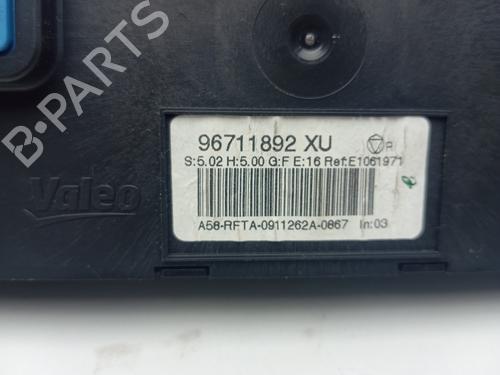 B-PARTS
96711892 XU
S:5.02 H:5.00 G:F E:16 Ref:E1061971
Valeo
A58-RFTA-0911262A-0867 In:03